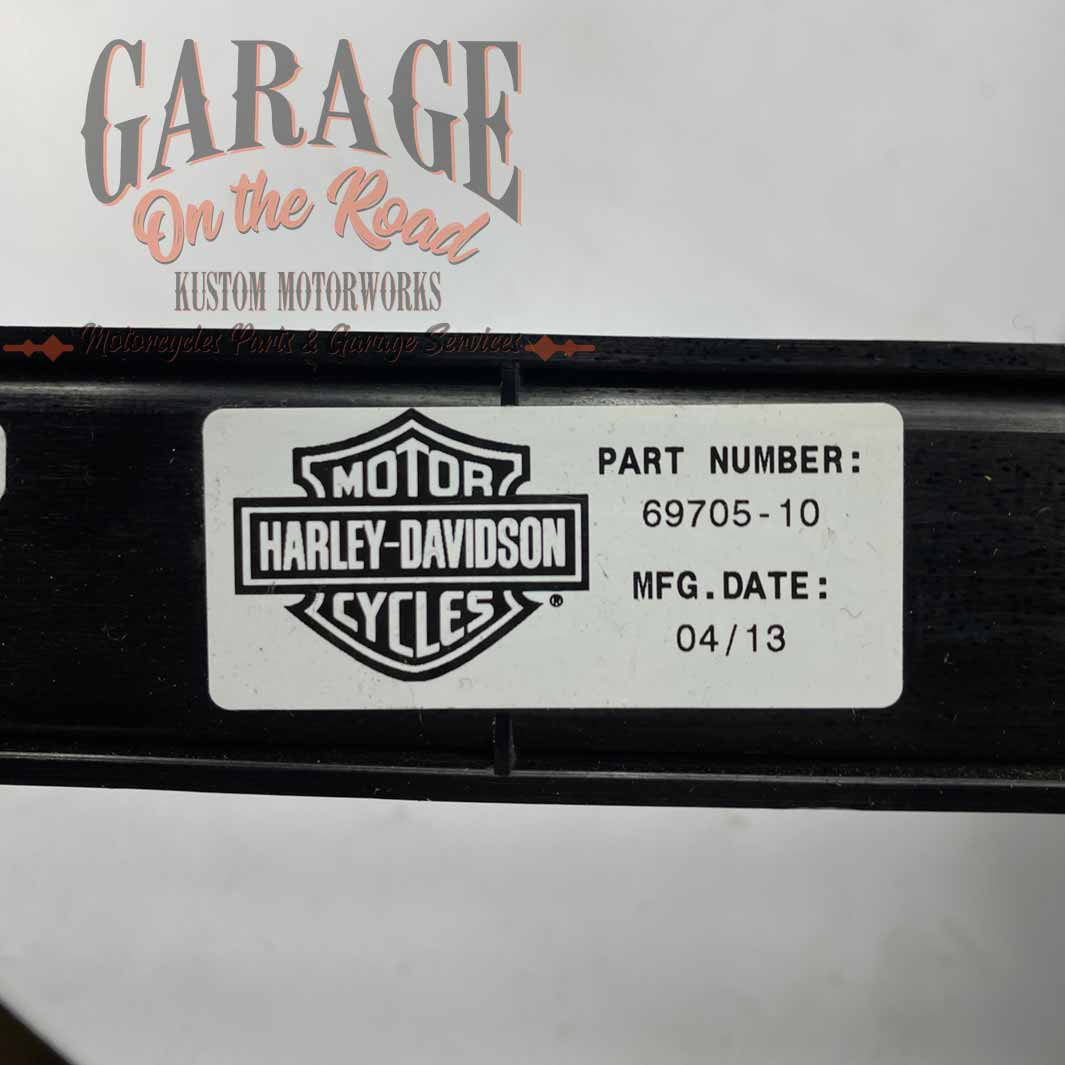 GARAGE
On the Road
KUSTOM MOTORWORKS
Motorcycles Parts & Garage Services
MOTOR
HARLEY-DAVIDSON
CYCLES
®
PART NUMBER:
69705-10
MFG.DATE:
04/13